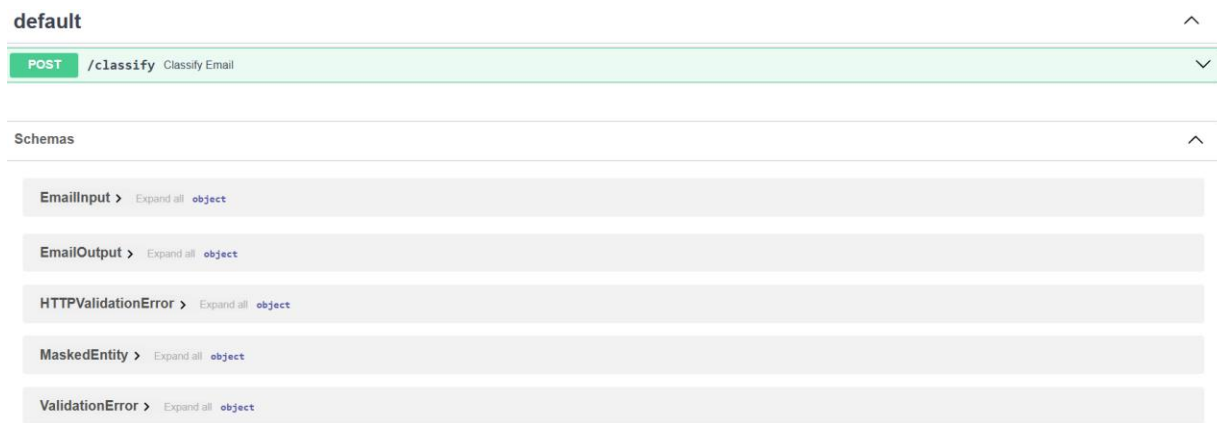 default
POST /classify Classify Email
Schemas
EmailInput > Expand all object
EmailOutput > Expand all object
HTTPValidationError > Expand all object
MaskedEntity > Expand all object
ValidationError > Expand all object